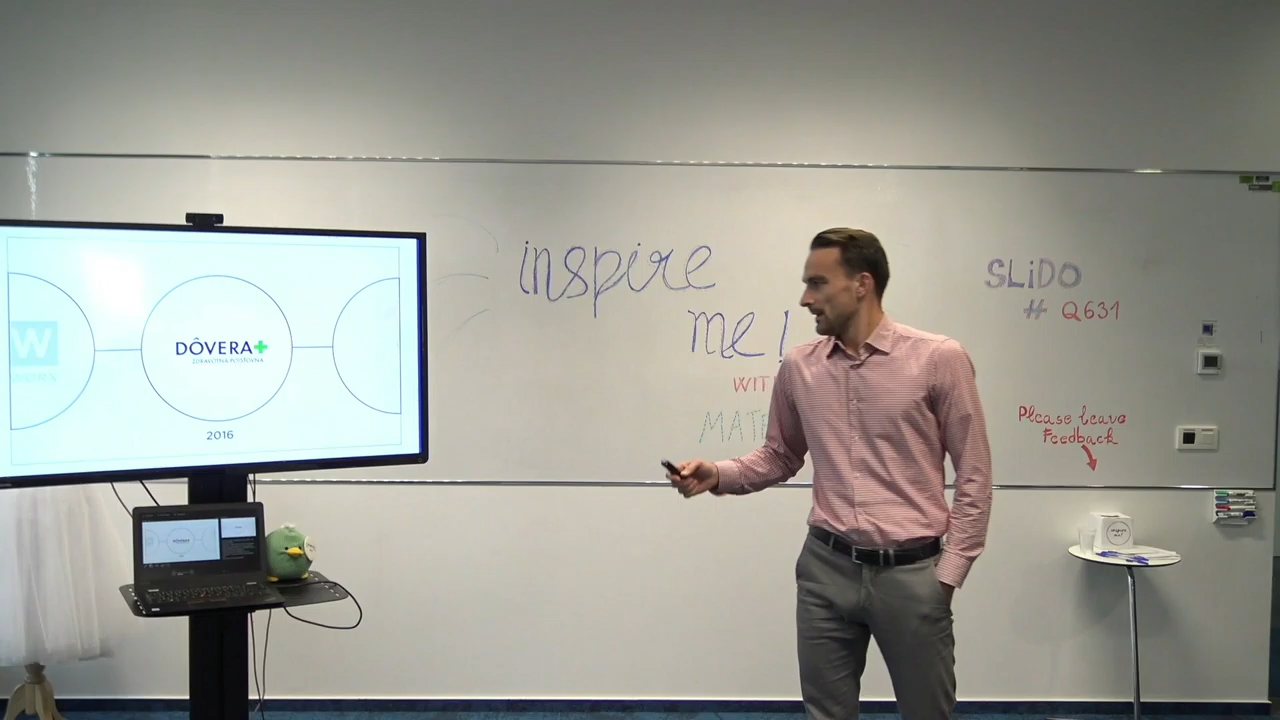 inspire
me!
SLiDO
# Q631
Please leave
Feedback
W
DÔVERA
ZDRAVOTNÁ POISŤOVŇA
2016